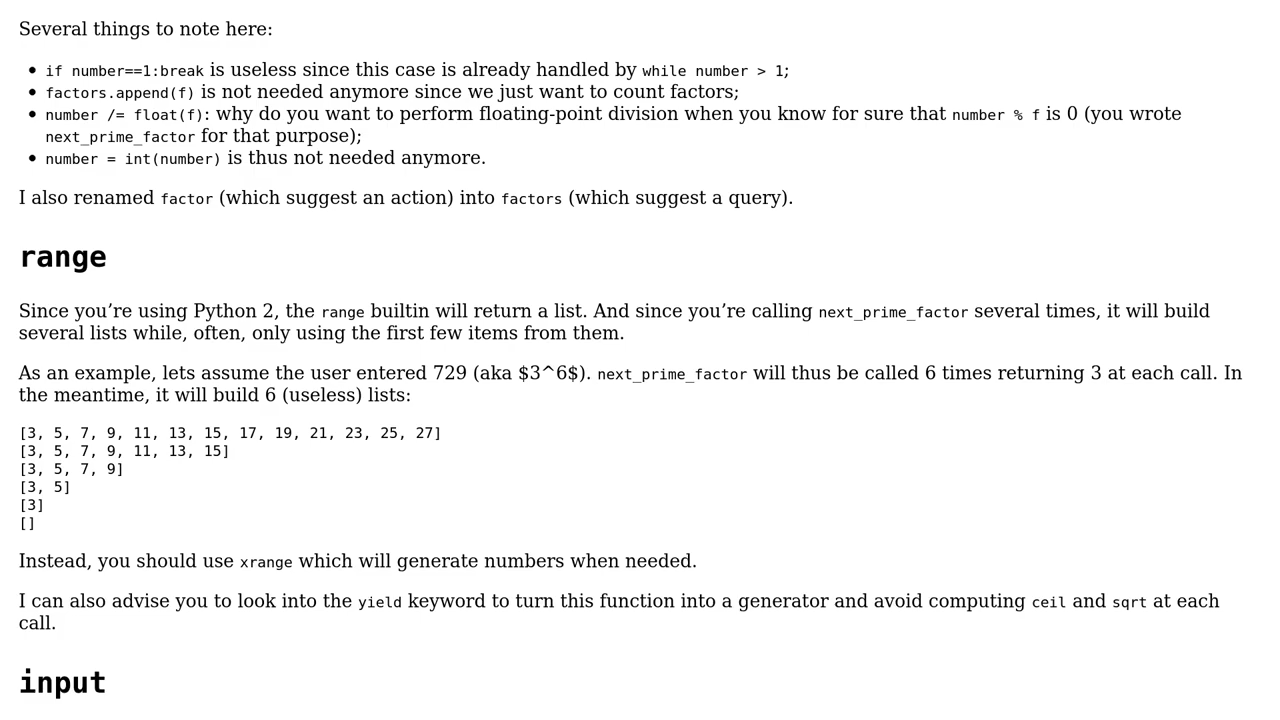 Several things to note here:
• if number==1:break is useless since this case is already handled by while number > 1;
• factors.append(f) is not needed anymore since we just want to count factors;
• number /= float(f): why do you want to perform floating-point division when you know for sure that number % f is 0 (you wrote
next_prime_factor for that purpose);
• number = int(number) is thus not needed anymore.
I also renamed factor (which suggest an action) into factors (which suggest a query).
range
Since you’re using Python 2, the range builtin will return a list. And since you’re calling next_prime_factor several times, it will build
several lists while, often, only using the first few items from them.
As an example, lets assume the user entered 729 (aka $3^6$). next_prime_factor will thus be called 6 times returning 3 at each call. In
the meantime, it will build 6 (useless) lists:
[3, 5, 7, 9, 11, 13, 15, 17, 19, 21, 23, 25, 27]
[3, 5, 7, 9, 11, 13, 15]
[3, 5, 7, 9]
[3, 5]
[3]
[]
Instead, you should use xrange which will generate numbers when needed.
I can also advise you to look into the yield keyword to turn this function into a generator and avoid computing ceil and sqrt at each
call.
input